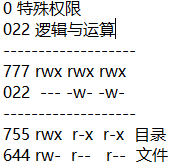 0 特殊权限
022 逻辑与运算
--------------------
777 rwx rwx rwx
022  --- -w- -w-
--------------------
755 rwx  r-x  r-x  目录
644 rw-  r--   r--  文件